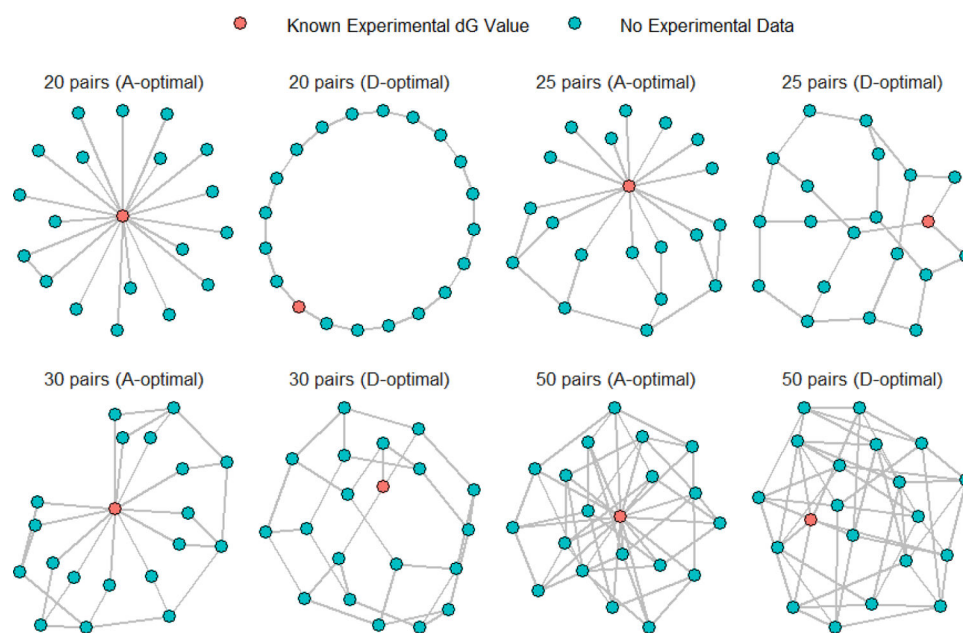 Known Experimental dG Value No Experimental Data
20 pairs (A-optimal) 20 pairs (D-optimal) 25 pairs (A-optimal) 25 pairs (D-optimal)
30 pairs (A-optimal) 30 pairs (D-optimal) 50 pairs (A-optimal) 50 pairs (D-optimal)